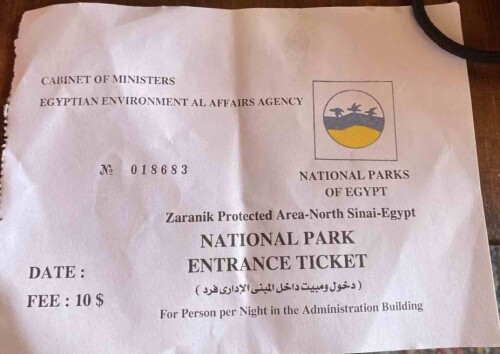 CABINET OF MINISTERS
EGYPTIAN ENVIRONMENT AL AFFAIRS AGENCY
№ 018683
NATIONAL PARKS
OF EGYPT
Zaranik Protected Area-North Sinai-Egypt
NATIONAL PARK
ENTRANCE TICKET
( دخول ومبيت داخل المبنى الإدارى فرد )
For Person per Night in the Administration Building
DATE :
FEE : 10 $